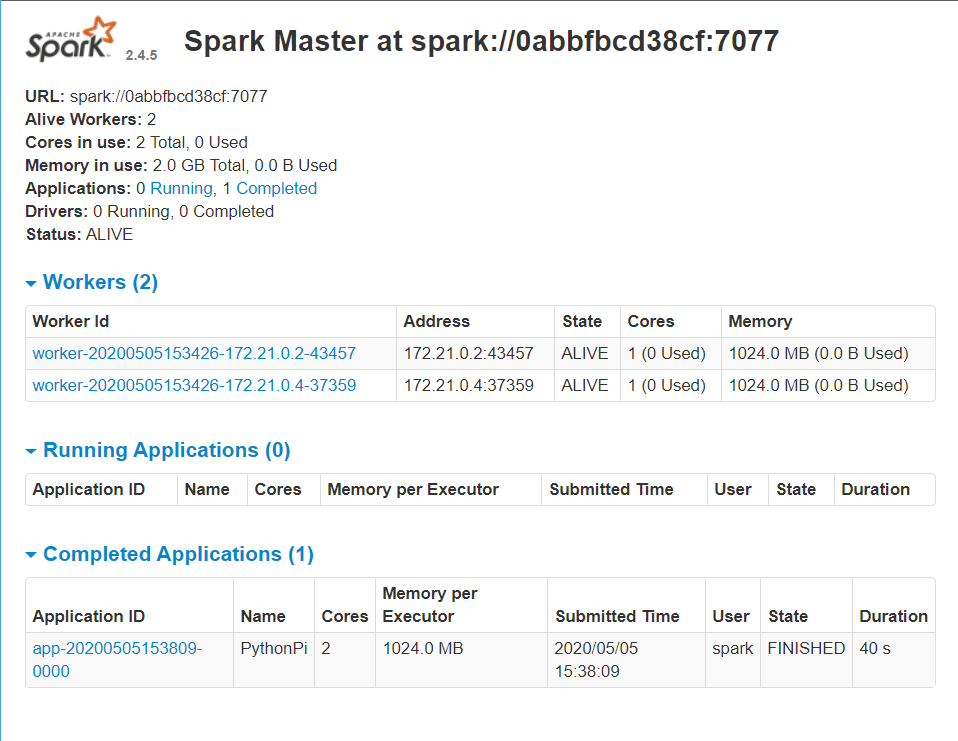 APACHE
Spark 2.4.5 Spark Master at spark://0abbfbcd38cf:7077
URL: spark://0abbfbcd38cf:7077
Alive Workers: 2
Cores in use: 2 Total, 0 Used
Memory in use: 2.0 GB Total, 0.0 B Used
Applications: 0 Running, 1 Completed
Drivers: 0 Running, 0 Completed
Status: ALIVE
Workers (2)
Worker Id Address State Cores Memory
worker-20200505153426-172.21.0.2-43457 172.21.0.2:43457 ALIVE 1 (0 Used) 1024.0 MB (0.0 B Used)
worker-20200505153426-172.21.0.4-37359 172.21.0.4:37359 ALIVE 1 (0 Used) 1024.0 MB (0.0 B Used)
Running Applications (0)
Application ID Name Cores Memory per Executor Submitted Time User State Duration
Completed Applications (1)
Memory per
Application ID Name Cores Executor Submitted Time User State Duration
app-20200505153809- PythonPi 2 1024.0 MB 2020/05/05 spark FINISHED 40 s
0000 15:38:09